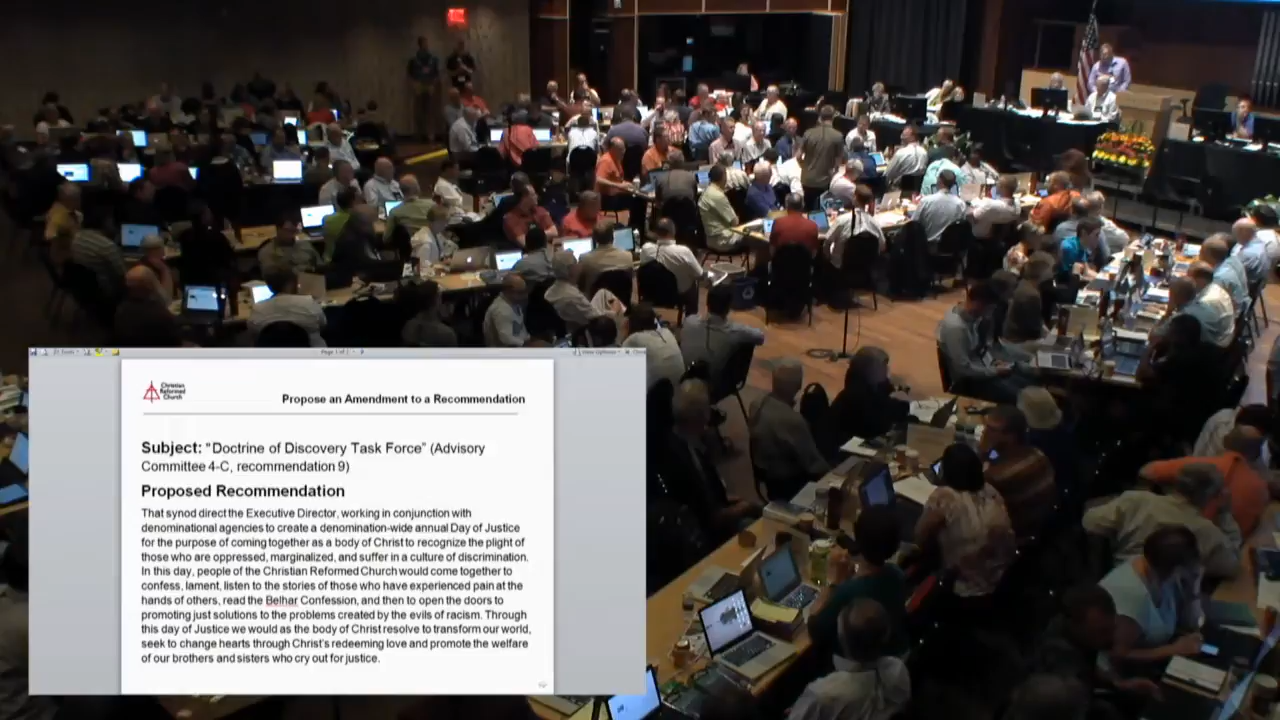 Page 1 of 1
View Options
Christian
Reformed
Church
Propose an Amendment to a Recommendation
Subject: "Doctrine of Discovery Task Force" (Advisory
Committee 4-C, recommendation 9)
Proposed Recommendation
That synod direct the Executive Director, working in conjunction with
denominational agencies to create a denomination-wide annual Day of Justice
for the purpose of coming together as a body of Christ to recognize the plight of
those who are oppressed, marginalized, and suffer in a culture of discrimination.
In this day, people of the Christian Reformed Church would come together to
confess, lament, listen to the stories of those who have experienced pain at the
hands of others, read the Belhar Confession, and then to open the doors to
promoting just solutions to the problems created by the evils of racism. Through
this day of Justice we would as the body of Christ resolve to transform our world,
seek to change hearts through Christ's redeeming love and promote the welfare
of our brothers and sisters who cry out for justice.